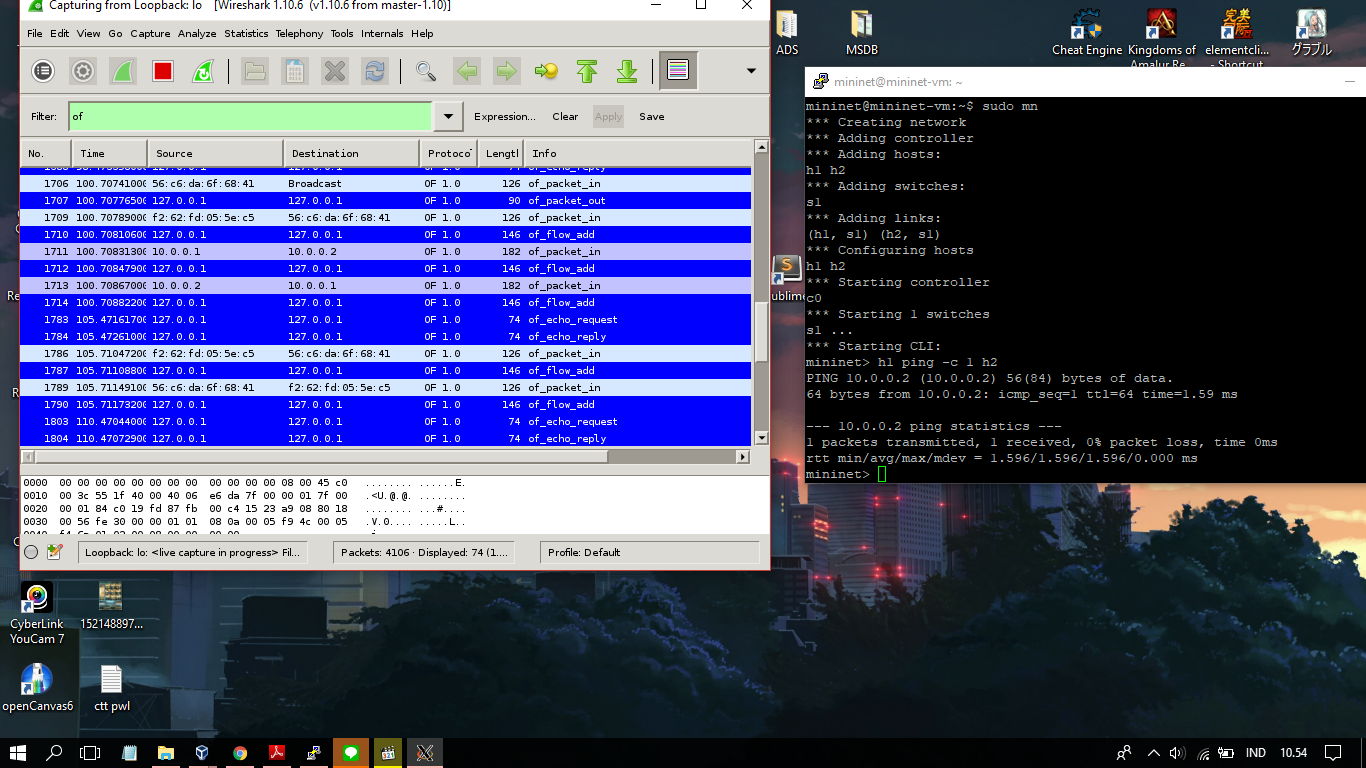 Capturing from Loopback: lo [Wireshark 1.10.6 (v1.10.6 from master-1.10)]
File Edit View Go Capture Analyze Statistics Telephony Tools Internals Help
Filter: of Expression... Clear Apply Save
No. Time Source Destination Protoco Lengtl Info
1706 100.70741000 56:c6:da:6f:68:41 Broadcast OF 1.0 126 of_packet_in
1707 100.70776500 127.0.0.1 127.0.0.1 OF 1.0 90 of_packet_out
1709 100.70789000 f2:62:fd:05:5e:c5 56:c6:da:6f:68:41 OF 1.0 126 of_packet_in
1710 100.70810600 127.0.0.1 127.0.0.1 OF 1.0 146 of_flow_add
1711 100.70831300 10.0.0.1 10.0.0.2 OF 1.0 182 of_packet_in
1712 100.70847900 127.0.0.1 127.0.0.1 OF 1.0 146 of_flow_add
1713 100.70867000 10.0.0.2 10.0.0.1 OF 1.0 182 of_packet_in
1714 100.70882200 127.0.0.1 127.0.0.1 OF 1.0 146 of_flow_add
1783 105.47161700 127.0.0.1 127.0.0.1 OF 1.0 74 of_echo_request
1784 105.47261000 127.0.0.1 127.0.0.1 OF 1.0 74 of_echo_reply
1786 105.71047200 f2:62:fd:05:5e:c5 56:c6:da:6f:68:41 OF 1.0 126 of_packet_in
1787 105.71108800 127.0.0.1 127.0.0.1 OF 1.0 146 of_flow_add
1789 105.71149100 56:c6:da:6f:68:41 f2:62:fd:05:5e:c5 OF 1.0 126 of_packet_in
1790 105.71173200 127.0.0.1 127.0.0.1 OF 1.0 146 of_flow_add
1803 110.47044000 127.0.0.1 127.0.0.1 OF 1.0 74 of_echo_request
1804 110.47072900 127.0.0.1 127.0.0.1 OF 1.0 74 of_echo_reply
0000 00 00 00 00 00 00 00 00 00 00 00 00 08 00 45 c0 ........ ......E.
0010 00 3c 55 1f 40 00 40 06 e6 da 7f 00 00 01 7f 00 .<U.@.@. ........
0020 00 01 84 c0 19 fd 87 fb 00 c4 15 23 a9 08 80 18 ........ ...#....
0030 00 56 fe 30 00 00 01 01 08 0a 00 05 f9 4c 00 05 .V.0.... .....L..
Loopback: lo: <live capture in progress> Fil... Packets: 4106 · Displayed: 74 (1.... Profile: Default
ADS
MSDB
Cheat Engine
Kingdoms of Amalur Re...
elementcli... - Shortcut
グラブル
mininet@mininet-vm: ~
mininet@mininet-vm:~$ sudo mn
*** Creating network
*** Adding controller
*** Adding hosts:
h1 h2
*** Adding switches:
s1
*** Adding links:
(h1, s1) (h2, s1)
*** Configuring hosts
h1 h2
*** Starting controller
c0
*** Starting 1 switches
s1 ...
*** Starting CLI:
mininet> h1 ping -c 1 h2
PING 10.0.0.2 (10.0.0.2) 56(84) bytes of data.
64 bytes from 10.0.0.2: icmp_seq=1 ttl=64 time=1.59 ms
--- 10.0.0.2 ping statistics ---
1 packets transmitted, 1 received, 0% packet loss, time 0ms
rtt min/avg/max/mdev = 1.596/1.596/1.596/0.000 ms
mininet>
CyberLink
YouCam 7
152148897...
openCanvas6
ctt pwl
IND 10.54